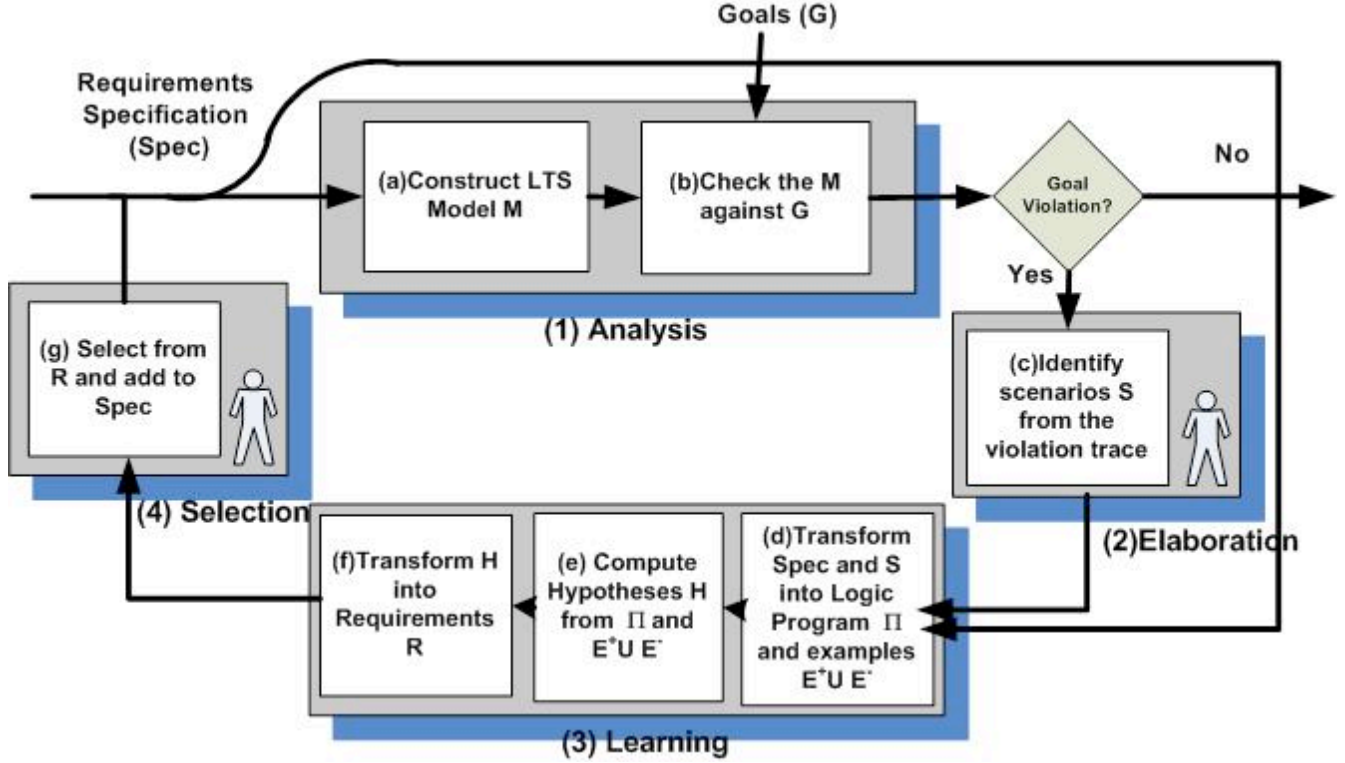 Goals (G)
Requirements
Specification
(Spec)
(a)Construct LTS
Model M
(b)Check the M
against G
Goal
Violation?
No
Yes
(1) Analysis
(c)Identify
scenarios S
from the
violation trace
(2)Elaboration
(d)Transform
Spec and S
into Logic
Program Π
and examples
E⁺U E⁻
(e) Compute
Hypotheses H
from Π and
E⁺U E⁻
(f)Transform H
into
Requirements
R
(3) Learning
(g) Select from
R and add to
Spec
(4) Selection